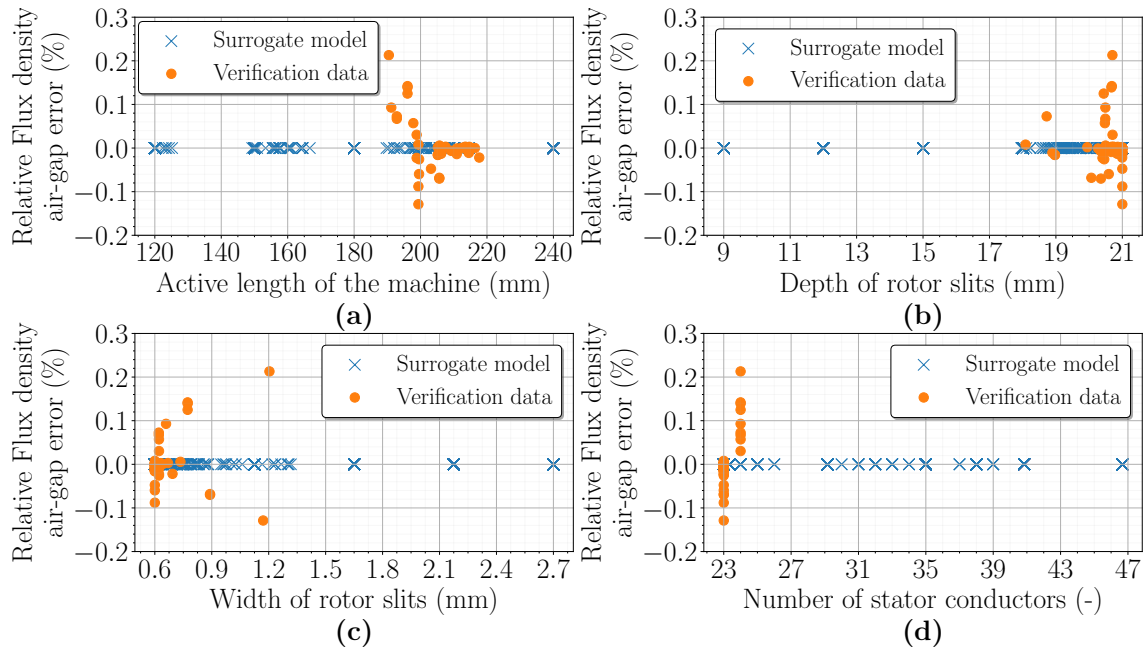 Relative Flux density
air-gap error (%)
0.3
0.2
0.1
0.0
−0.1
−0.2
Surrogate model
Verification data
120 140 160 180 200 220 240
Active length of the machine (mm)
(a)
Relative Flux density
air-gap error (%)
0.3
0.2
0.1
0.0
−0.1
−0.2
Surrogate model
Verification data
9 11 13 15 17 19 21
Depth of rotor slits (mm)
(b)
Relative Flux density
air-gap error (%)
0.3
0.2
0.1
0.0
−0.1
−0.2
Surrogate model
Verification data
0.6 0.9 1.2 1.5 1.8 2.1 2.4 2.7
Width of rotor slits (mm)
(c)
Relative Flux density
air-gap error (%)
0.3
0.2
0.1
0.0
−0.1
−0.2
Surrogate model
Verification data
23 27 31 35 39 43 47
Number of stator conductors (-)
(d)